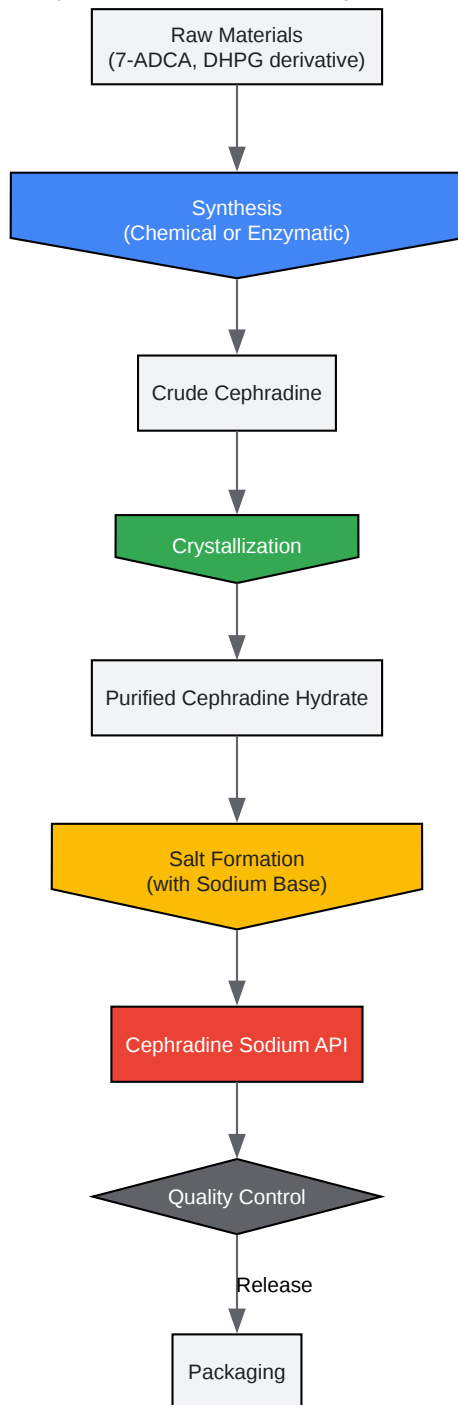 Raw Materials
(7-ADCA, DHPG derivative)
Synthesis
(Chemical or Enzymatic)
Crude Cephradine
Crystallization
Purified Cephradine Hydrate
Salt Formation
(with Sodium Base)
Cephradine Sodium API
Quality Control
Release
Packaging